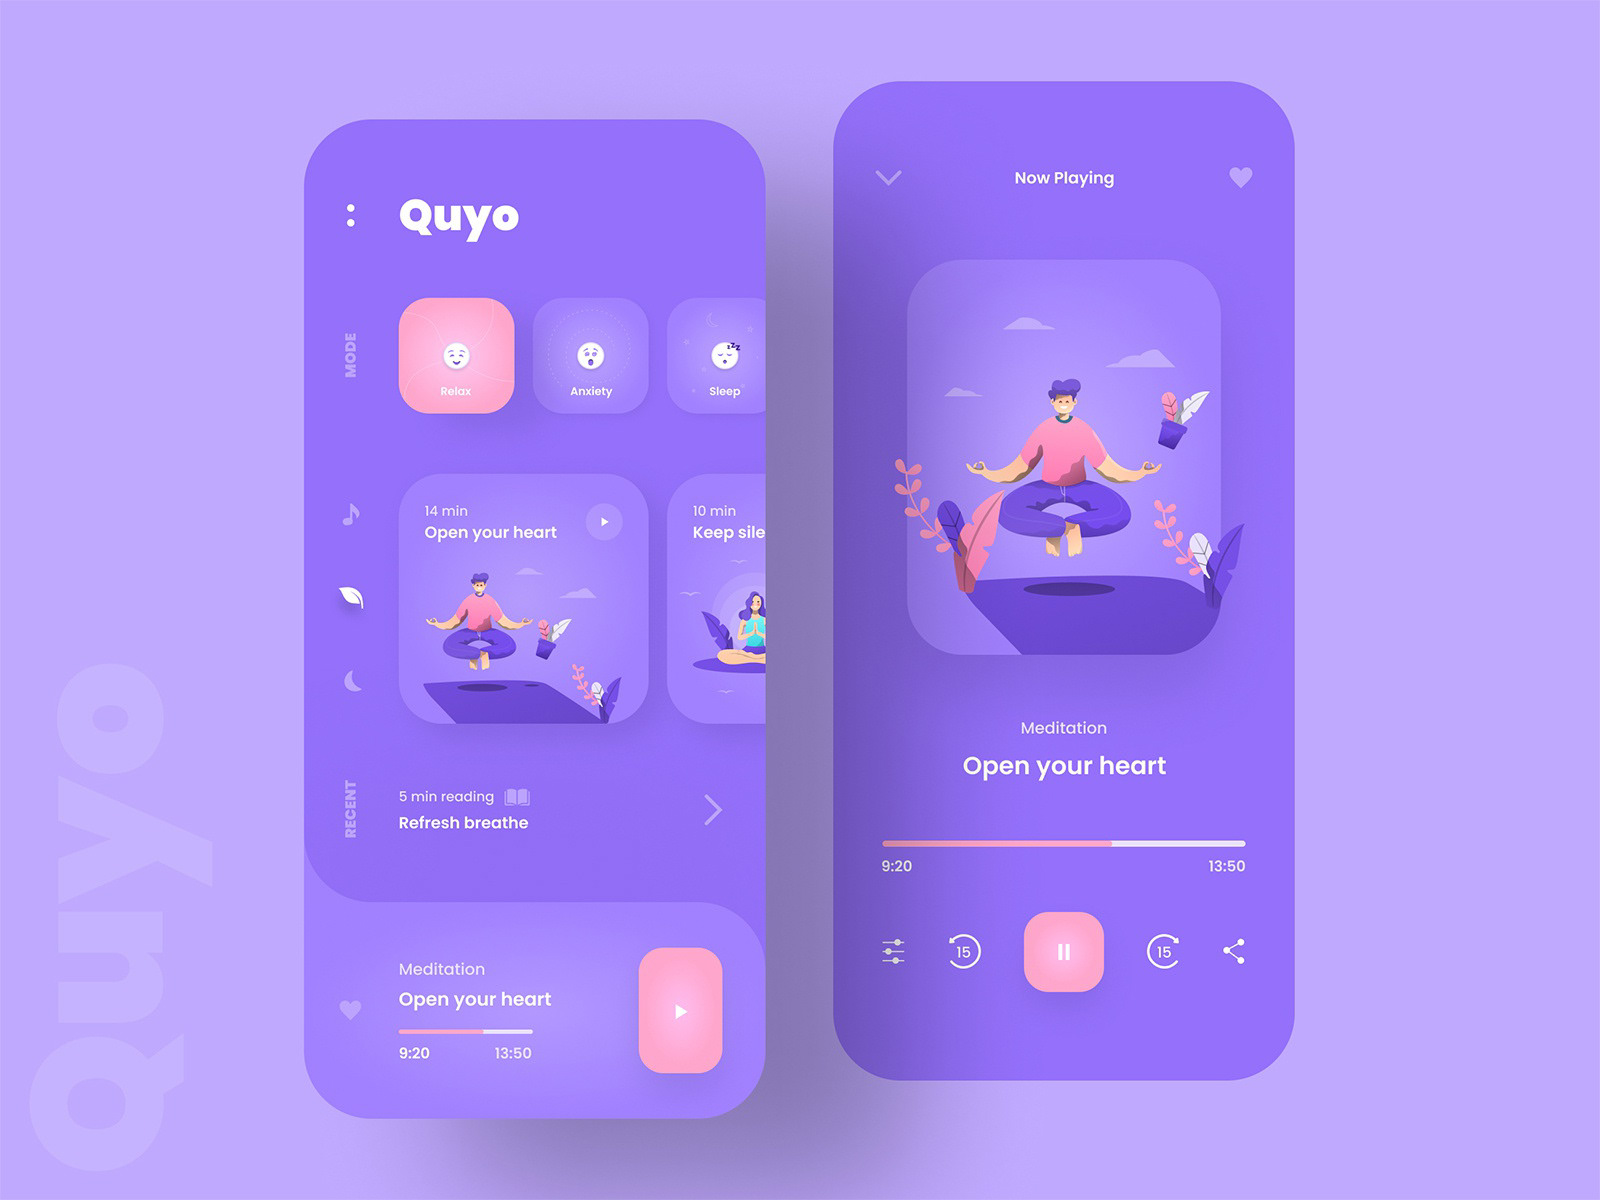 Quyo
Quyo
MODE
Relax
Anxiety
Sleep
zzz
14 min
Open your heart
10 min
Keep sile
RECENT
5 min reading
Refresh breathe
Meditation
Open your heart
9:20
13:50
Now Playing
Meditation
Open your heart
9:20
13:50
15
15